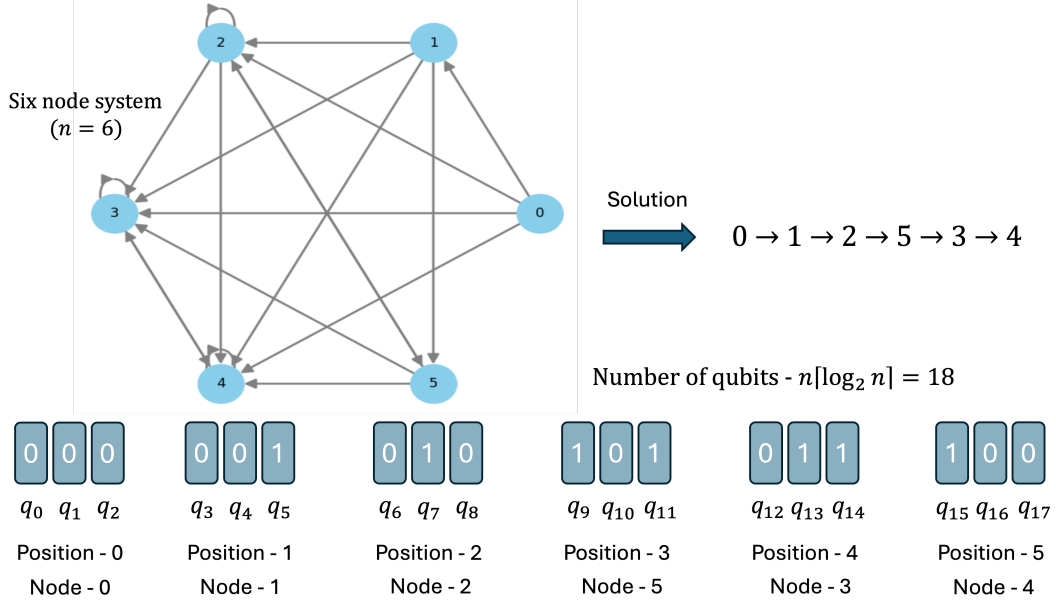 2
1
Six node system
(n = 6)
3
0
Solution
0 → 1 → 2 → 5 → 3 → 4
4
5
Number of qubits - n⌈log₂ n⌉ = 18
0 0 0
0 0 1
0 1 0
1 0 1
0 1 1
1 0 0
q₀ q₁ q₂
q₃ q₄ q₅
q₆ q₇ q₈
q₉ q₁₀ q₁₁
q₁₂ q₁₃ q₁₄
q₁₅ q₁₆ q₁₇
Position - 0
Position - 1
Position - 2
Position - 3
Position - 4
Position - 5
Node - 0
Node - 1
Node - 2
Node - 5
Node - 3
Node - 4